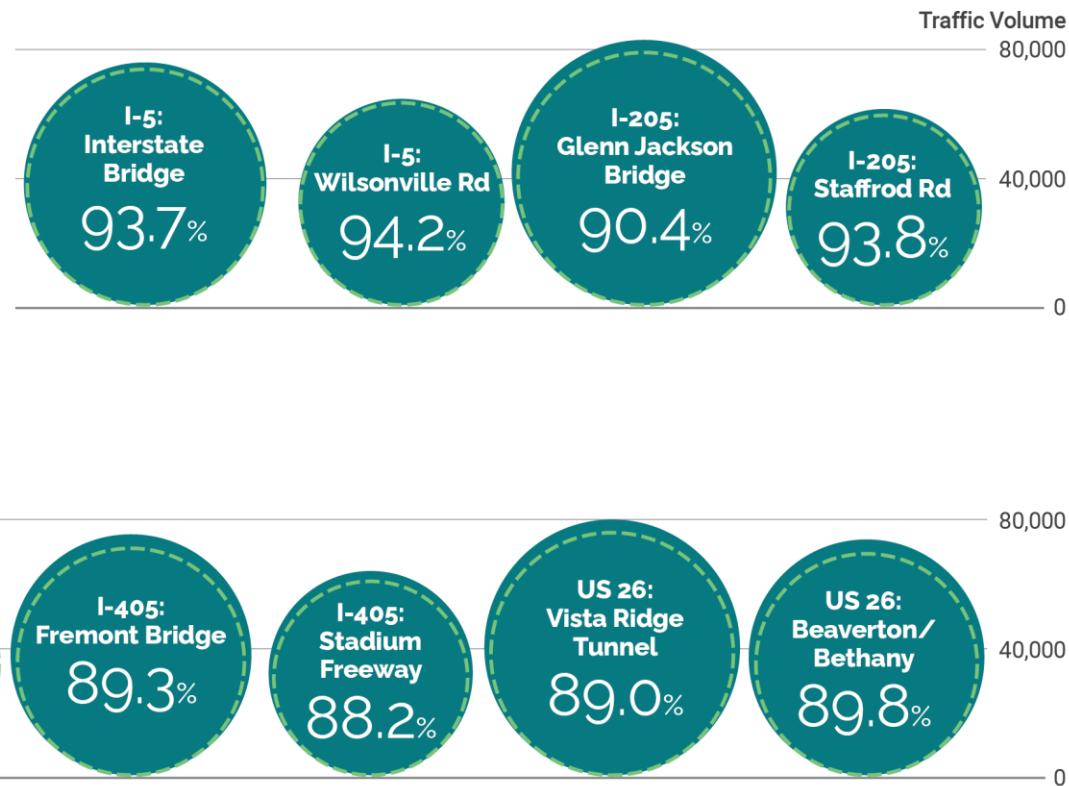 Traffic Volume
80,000
I-5:
Interstate
Bridge
93.7%
I-5:
Wilsonville Rd
94.2%
I-205:
Glenn Jackson
Bridge
90.4%
I-205:
Staffrod Rd
93.8%
40,000
0
80,000
I-405:
Fremont Bridge
89.3%
I-405:
Stadium
Freeway
88.2%
US 26:
Vista Ridge
Tunnel
89.0%
US 26:
Beaverton/
Bethany
89.8%
40,000
0